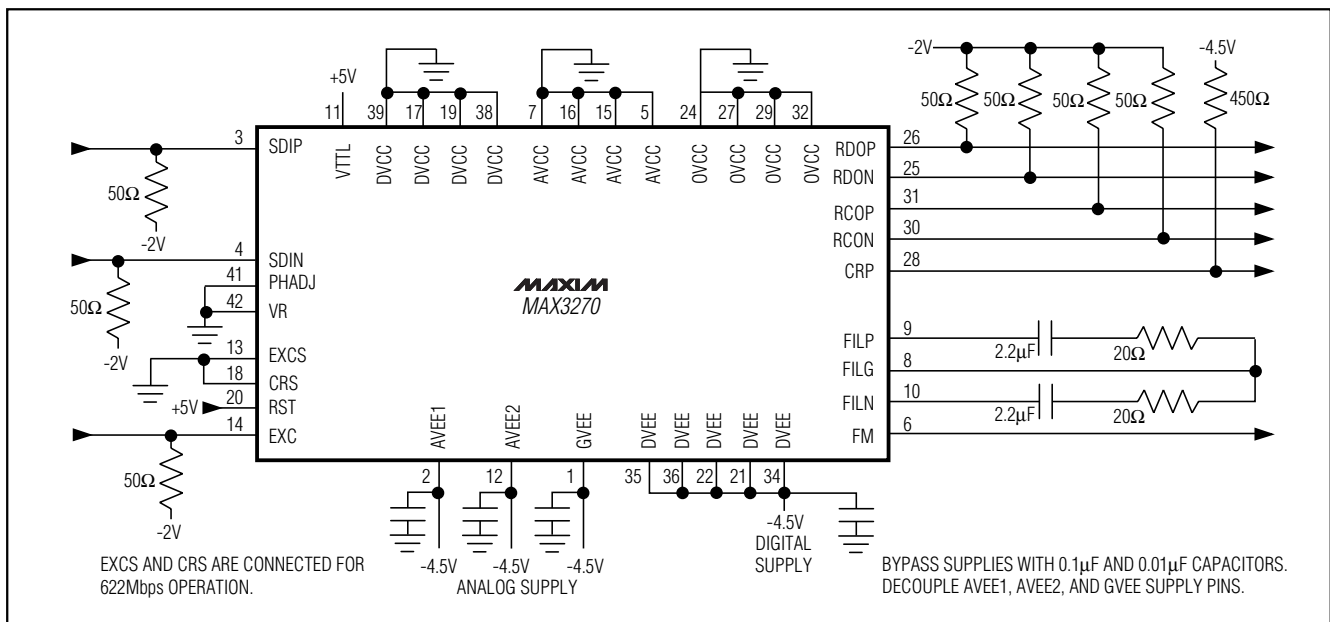 -2V
-4.5V
+5V
50Ω
50Ω
50Ω
50Ω
450Ω
11
39
17
19
38
7
16
15
5
24
27
29
32
VTTL
DVCC
DVCC
DVCC
DVCC
AVCC
AVCC
AVCC
AVCC
OVCC
OVCC
OVCC
OVCC
3
SDIP
50Ω
-2V
4
SDIN
41
PHADJ
42
VR
50Ω
-2V
13
EXCS
18
CRS
+5V
20
RST
14
EXC
50Ω
-2V
MAXIM
MAX3270
RDOP
26
RDON
25
RCOP
31
RCON
30
CRP
28
FILP
9
2.2μF
20Ω
FILG
8
FILN
10
2.2μF
20Ω
FM
6
AVEE1
AVEE2
GVEE
DVEE
DVEE
DVEE
DVEE
DVEE
2
12
1
35
36
22
21
34
-4.5V
-4.5V
-4.5V
ANALOG SUPPLY
-4.5V
DIGITAL
SUPPLY
EXCS AND CRS ARE CONNECTED FOR
622Mbps OPERATION.
BYPASS SUPPLIES WITH 0.1μF AND 0.01μF CAPACITORS.
DECOUPLE AVEE1, AVEE2, AND GVEE SUPPLY PINS.